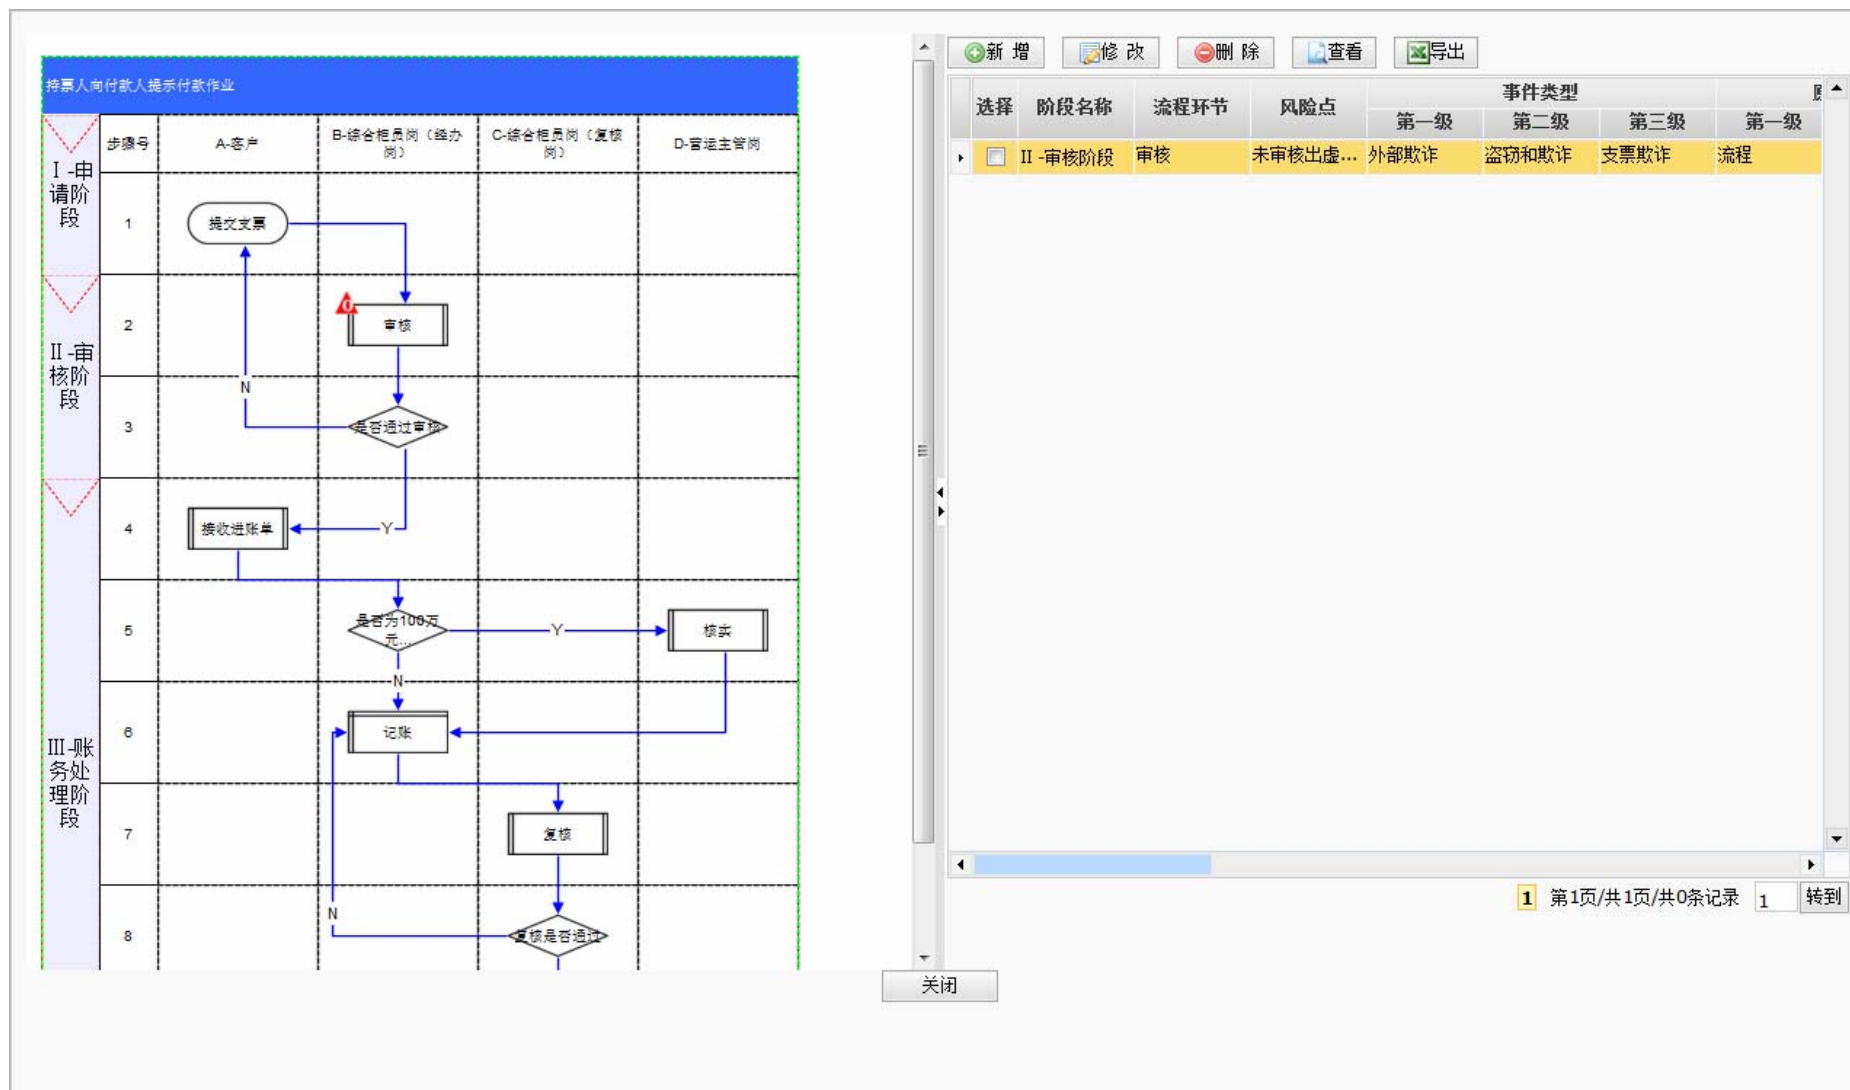 持票人向付款人提示付款作业
步骤号
A-客户
B-综合柜员岗（经办
岗）
C-综合柜员岗（复核
岗）
D-营运主管岗
Ⅰ-申
请阶
段
1
提交支票
Ⅱ-审
核阶
段
2
审核
N
3
是否通过审核
Ⅲ-账
务处
理阶
段
4
接收进账单
Y
5
是否为100万
元...
Y
核实
N
6
记账
7
复核
N
8
复核是否通过
新 增
修 改
删 除
查看
导出
选择
阶段名称
流程环节
风险点
事件类型
第一级
第二级
第三级
第一级
II -审核阶段
审核
未审核出虚...
外部欺诈
盗窃和欺诈
支票欺诈
流程
1
第1页/共1页/共0条记录
1
转到
关闭